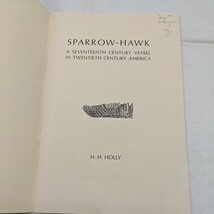 SPARROW-HAWK
A SEVENTEENTH CENTURY VESSEL
IN TWENTIETH CENTURY AMERICA
H. H. HOLLY